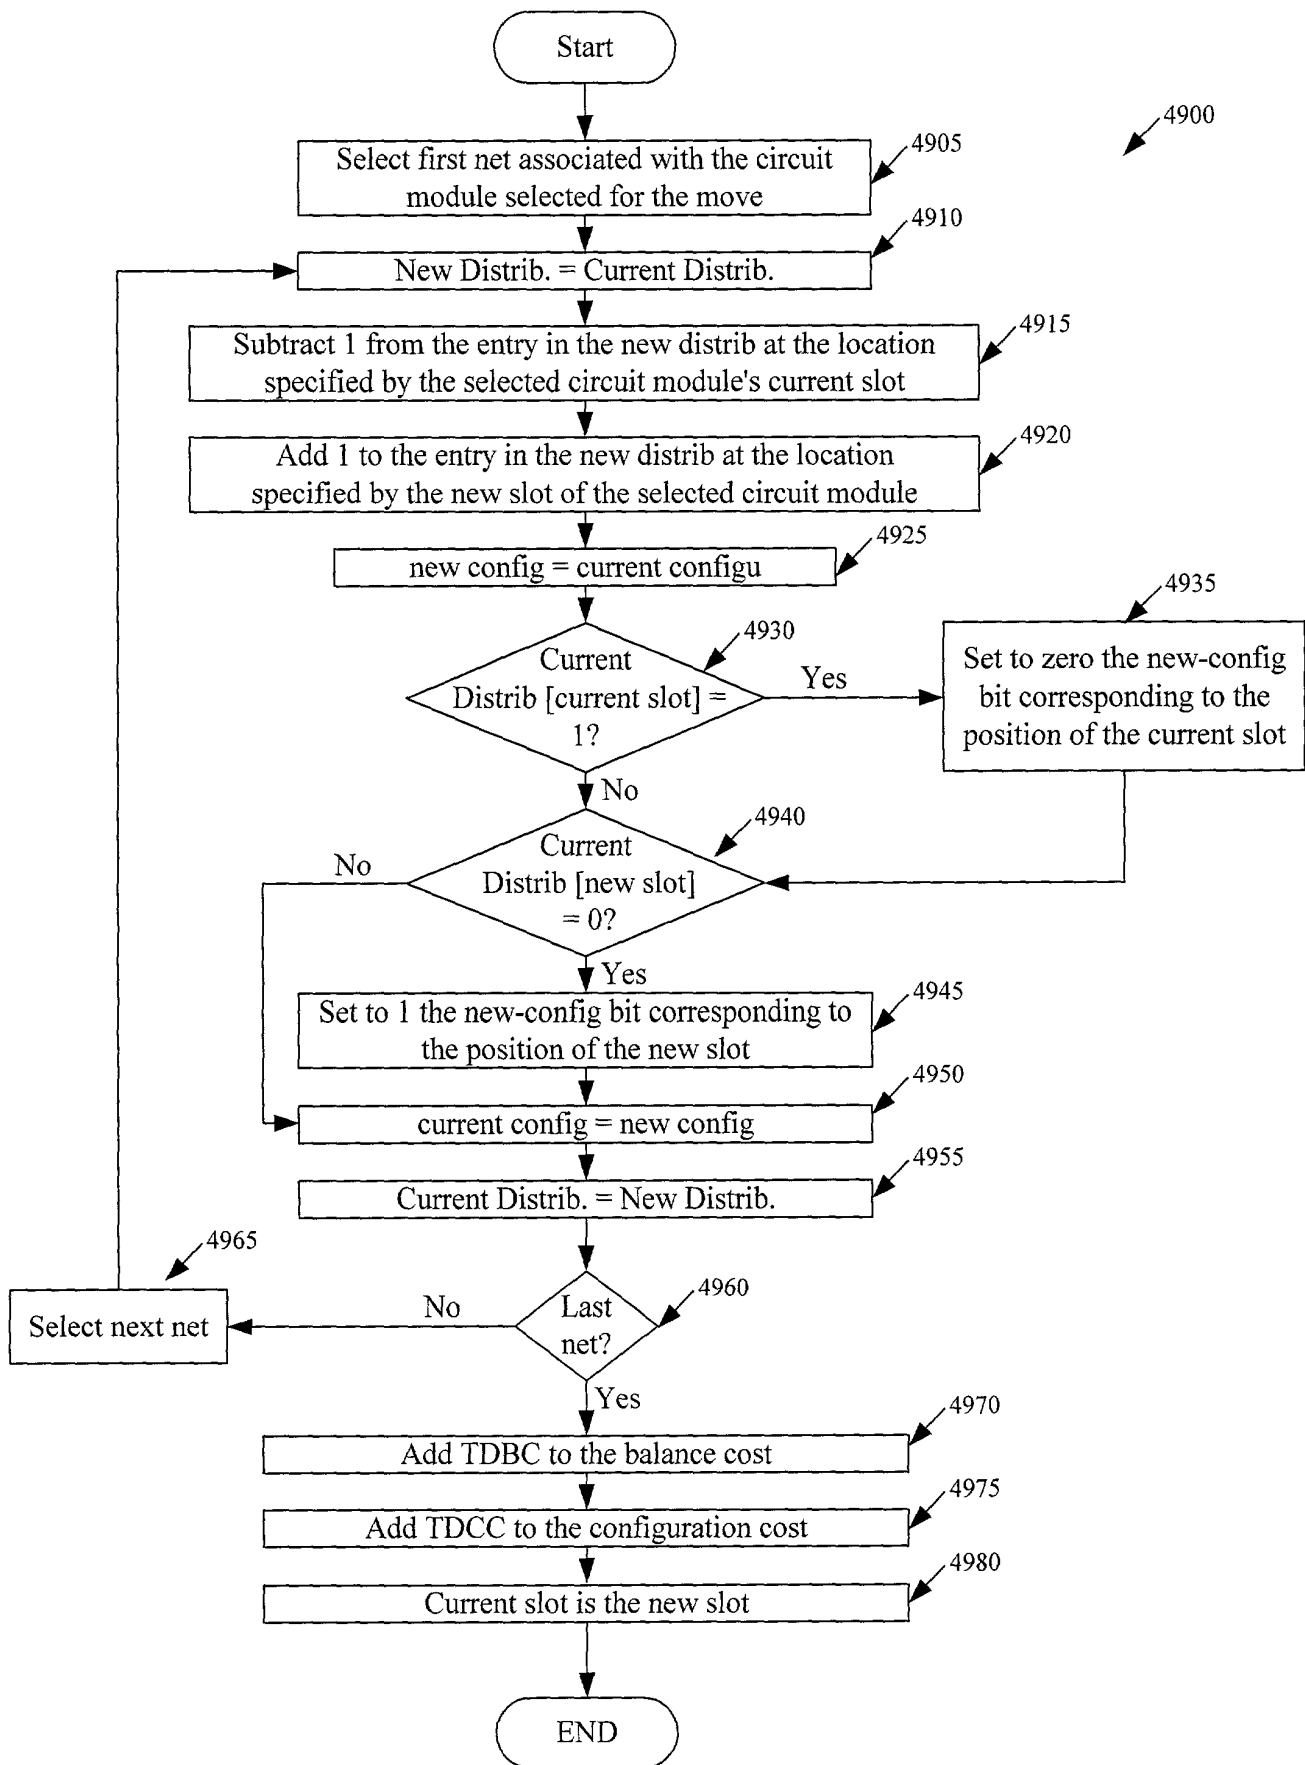 Start
4900
4905
Select first net associated with the circuit
module selected for the move
4910
New Distrib. = Current Distrib.
4915
Subtract 1 from the entry in the new distrib at the location
specified by the selected circuit module's current slot
4920
Add 1 to the entry in the new distrib at the location
specified by the new slot of the selected circuit module
4925
new config = current configu
4930
Current
Distrib [current slot] =
1?
Yes
4935
Set to zero the new-config
bit corresponding to the
position of the current slot
No
4940
Current
Distrib [new slot]
= 0?
No
Yes
4945
Set to 1 the new-config bit corresponding to
the position of the new slot
4950
current config = new config
4955
Current Distrib. = New Distrib.
4960
Last
net?
No
4965
Select next net
Yes
4970
Add TDBC to the balance cost
4975
Add TDCC to the configuration cost
4980
Current slot is the new slot
END